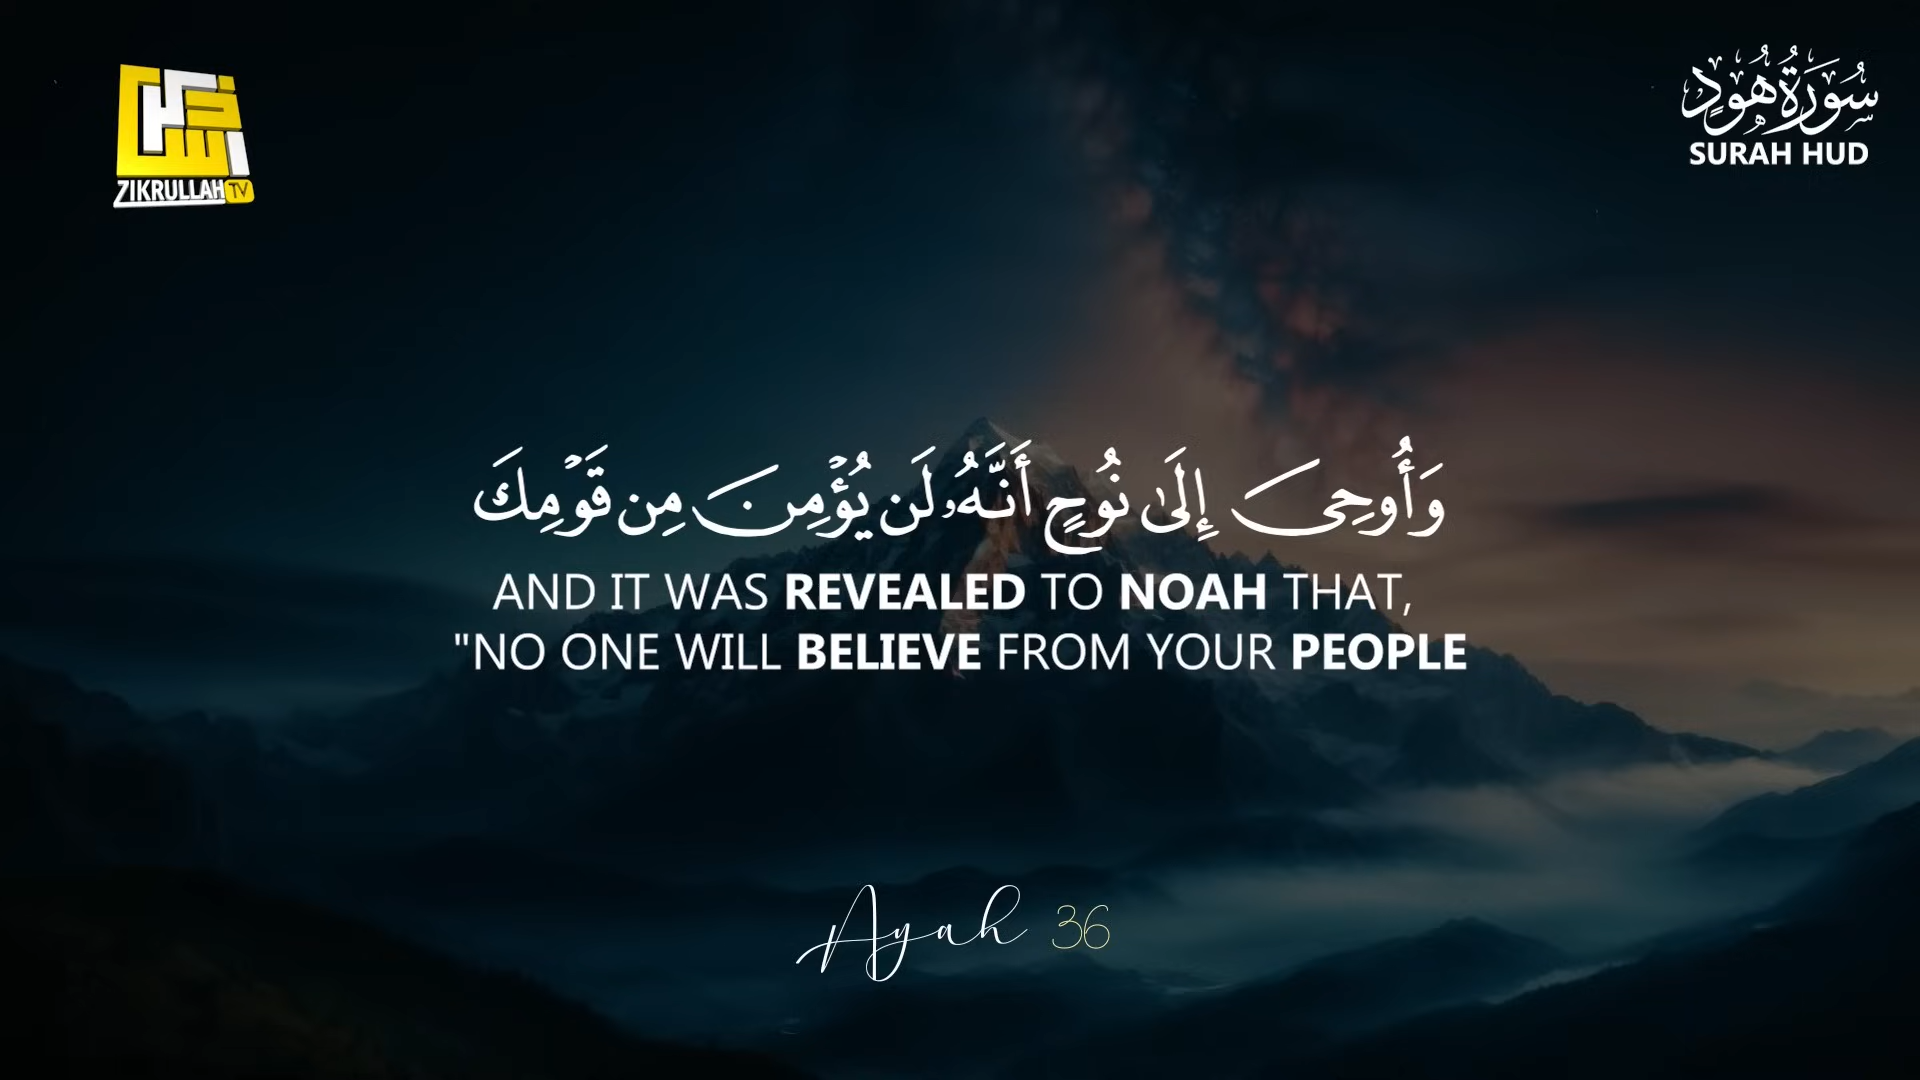 ZIKRULLAH TV
سُورَةُ هُودٍ
SURAH HUD
وَأُوحِىَ إِلَىٰ نُوحٍ أَنَّهُۥ لَن يُؤْمِنَ مِن قَوْمِكَ
AND IT WAS REVEALED TO NOAH THAT,
"NO ONE WILL BELIEVE FROM YOUR PEOPLE
Ayah 36